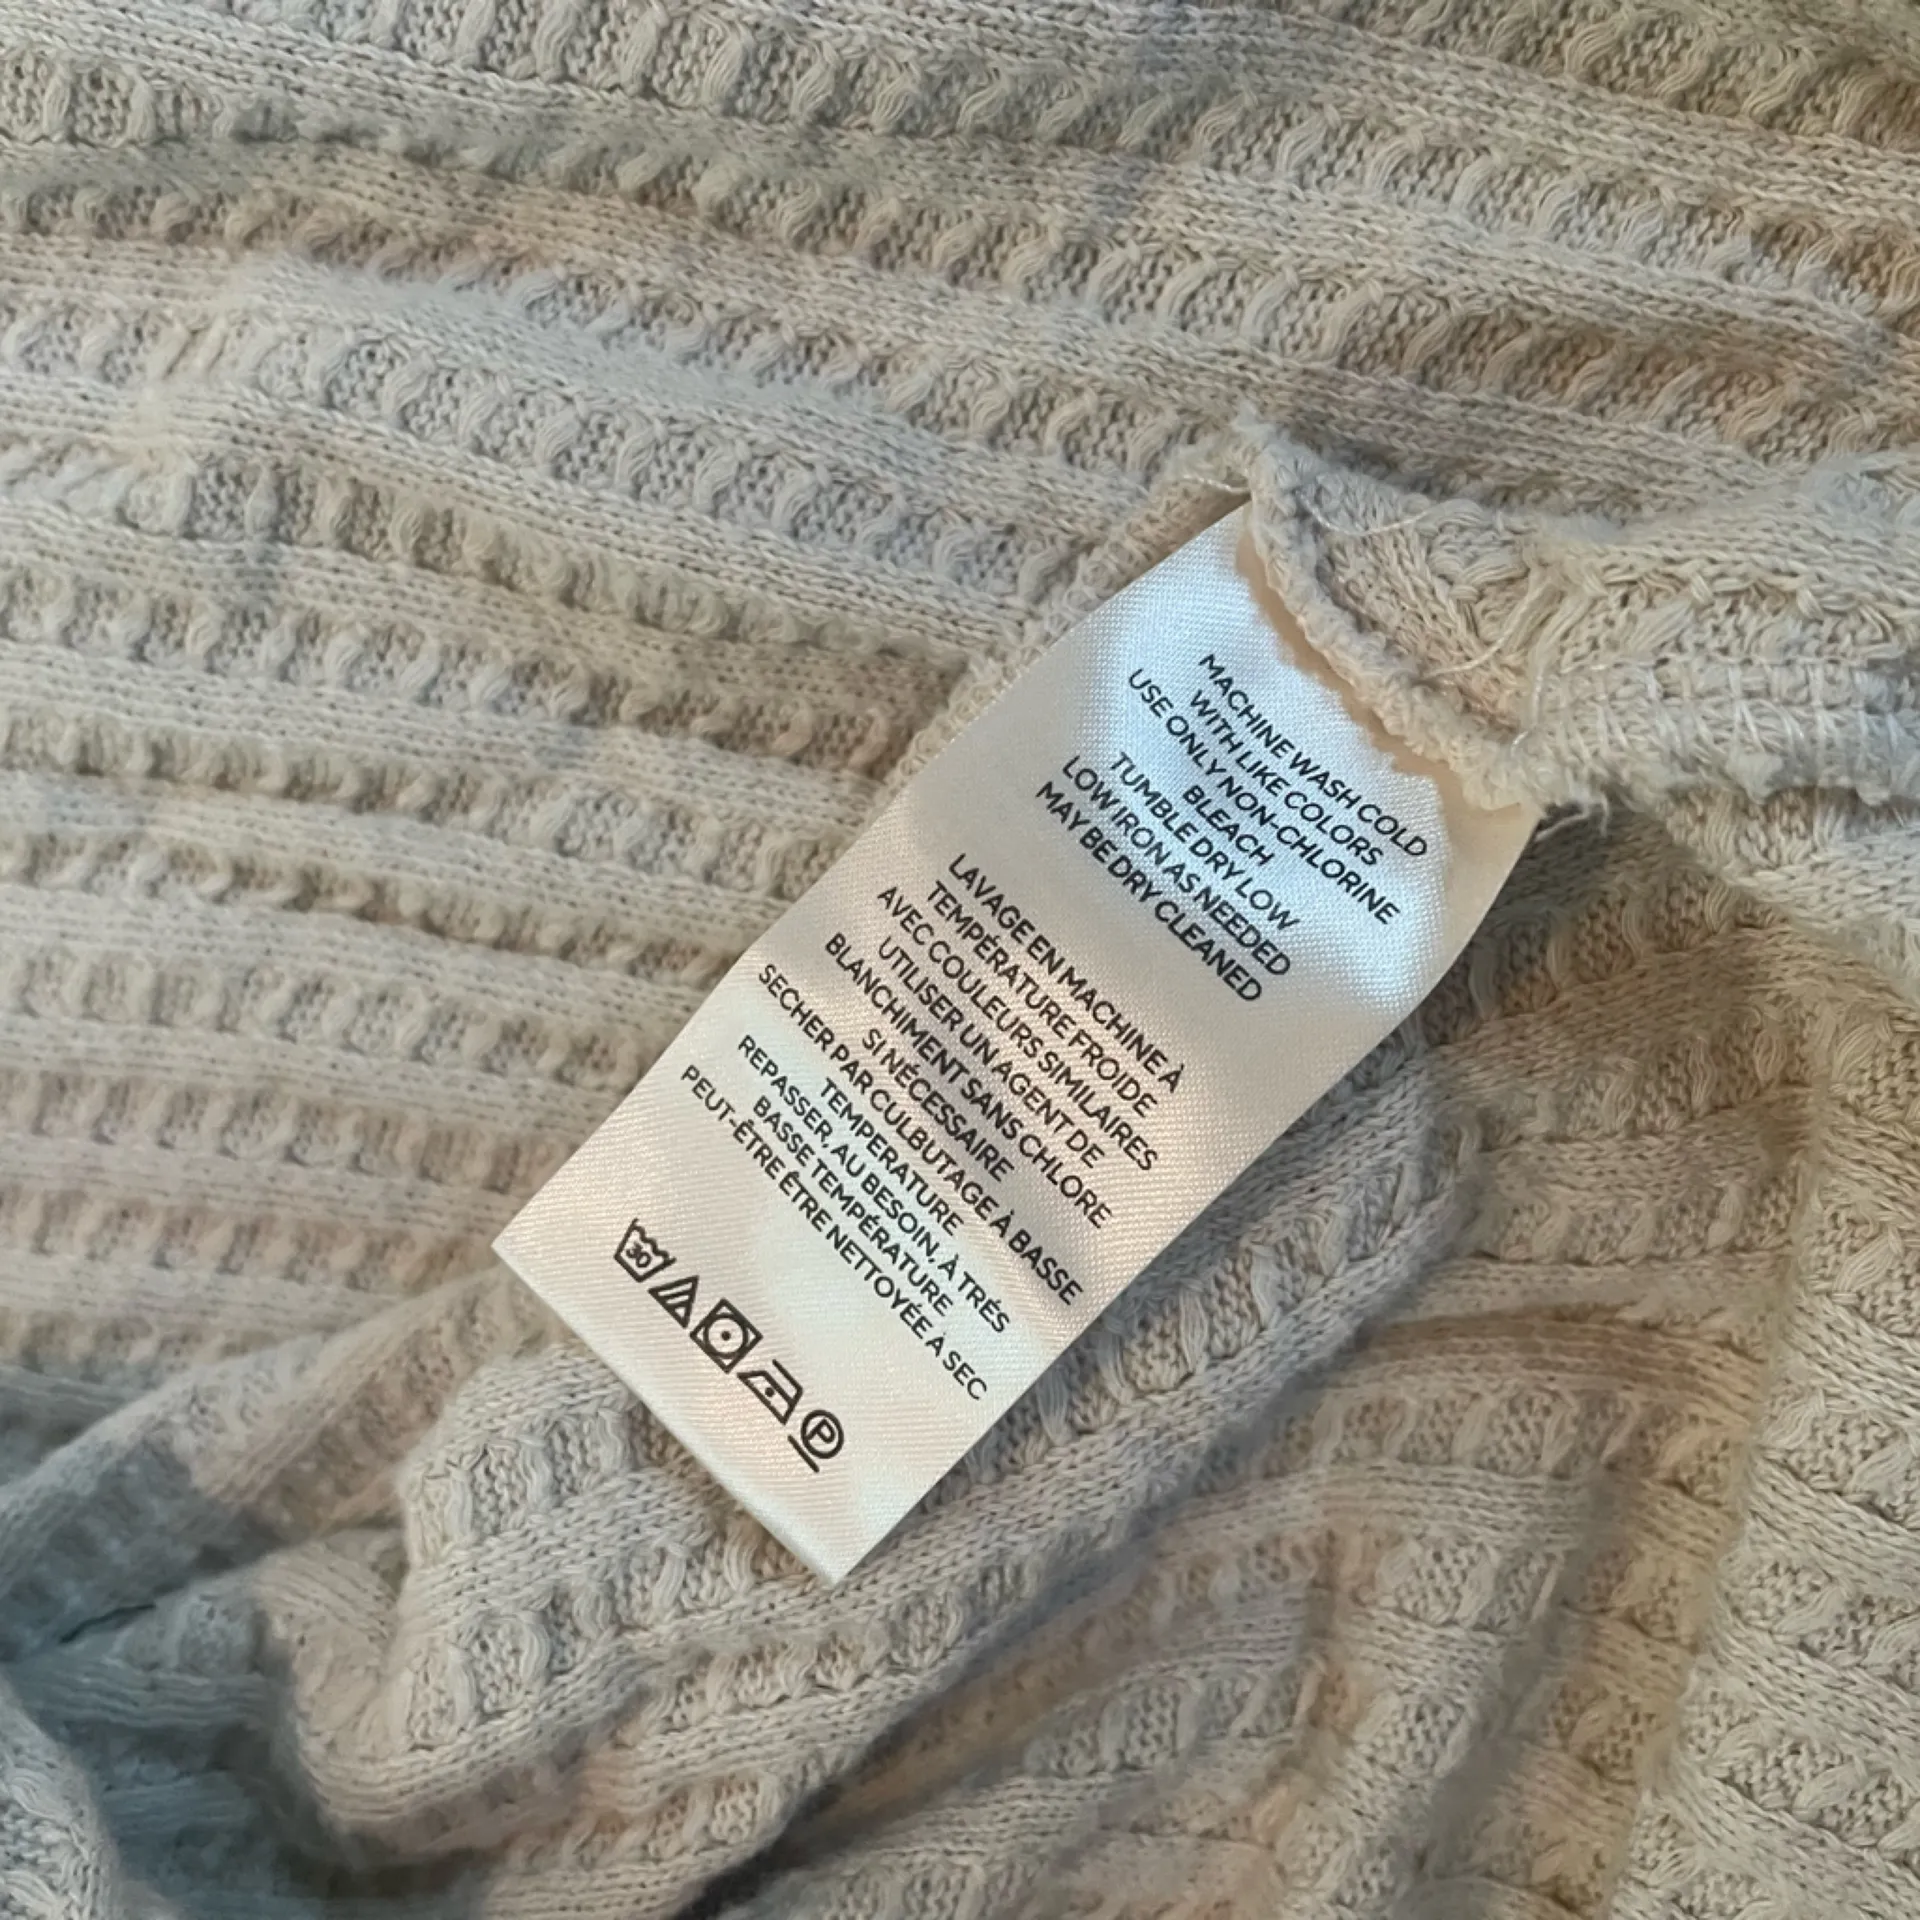 MACHINE WASH COLD
WITH LIKE COLORS
USE ONLY NON-CHLORINE
BLEACH
TUMBLE DRY LOW
LOW IRON AS NEEDED
MAY BE DRY CLEANED
LAVAGE EN MACHINE À
TEMPÉRATURE FROIDE
AVEC COULEURS SIMILAIRES
UTILISER UN AGENT DE
BLANCHIMENT SANS CHLORE
SI NÉCESSAIRE
SECHER PAR CULBUTAGE À BASSE
TEMPERATURE
REPASSER, AU BESOIN, À TRÉS
BASSE TEMPÉRATURE
PEUT-ÊTRE ÊTRE NETTOYÉE A SEC
30
P